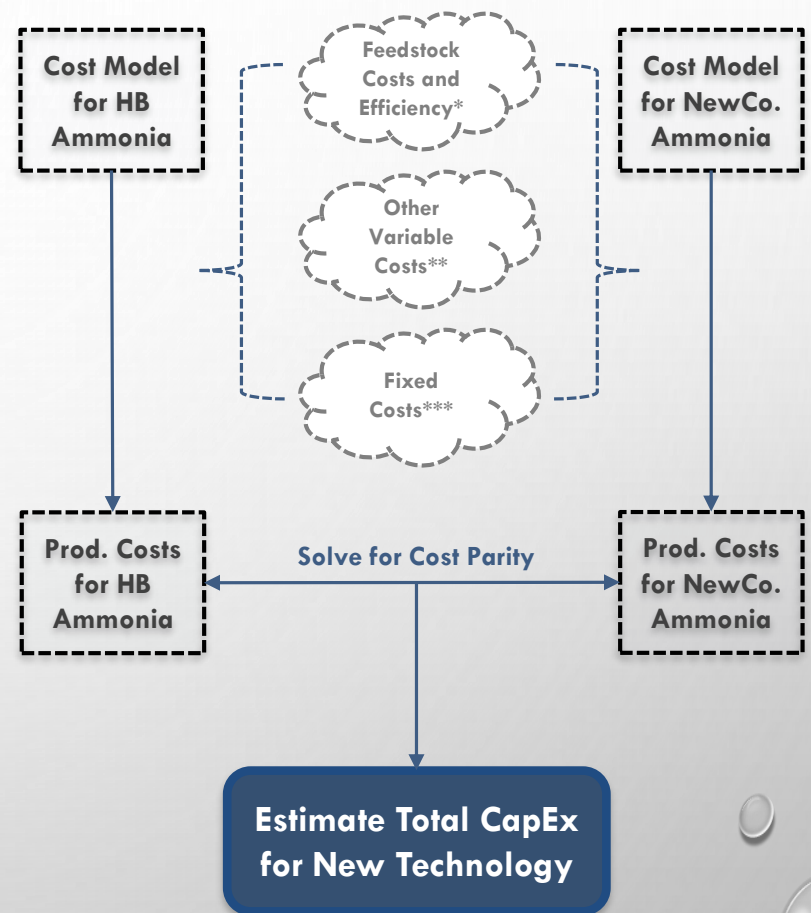 Cost Model
for HB
Ammonia
Feedstock
Costs and
Efficiency*
Cost Model
for NewCo.
Ammonia
Other
Variable
Costs**
Fixed
Costs***
Prod. Costs
for HB
Ammonia
Solve for Cost Parity
Prod. Costs
for NewCo.
Ammonia
Estimate Total CapEx
for New Technology